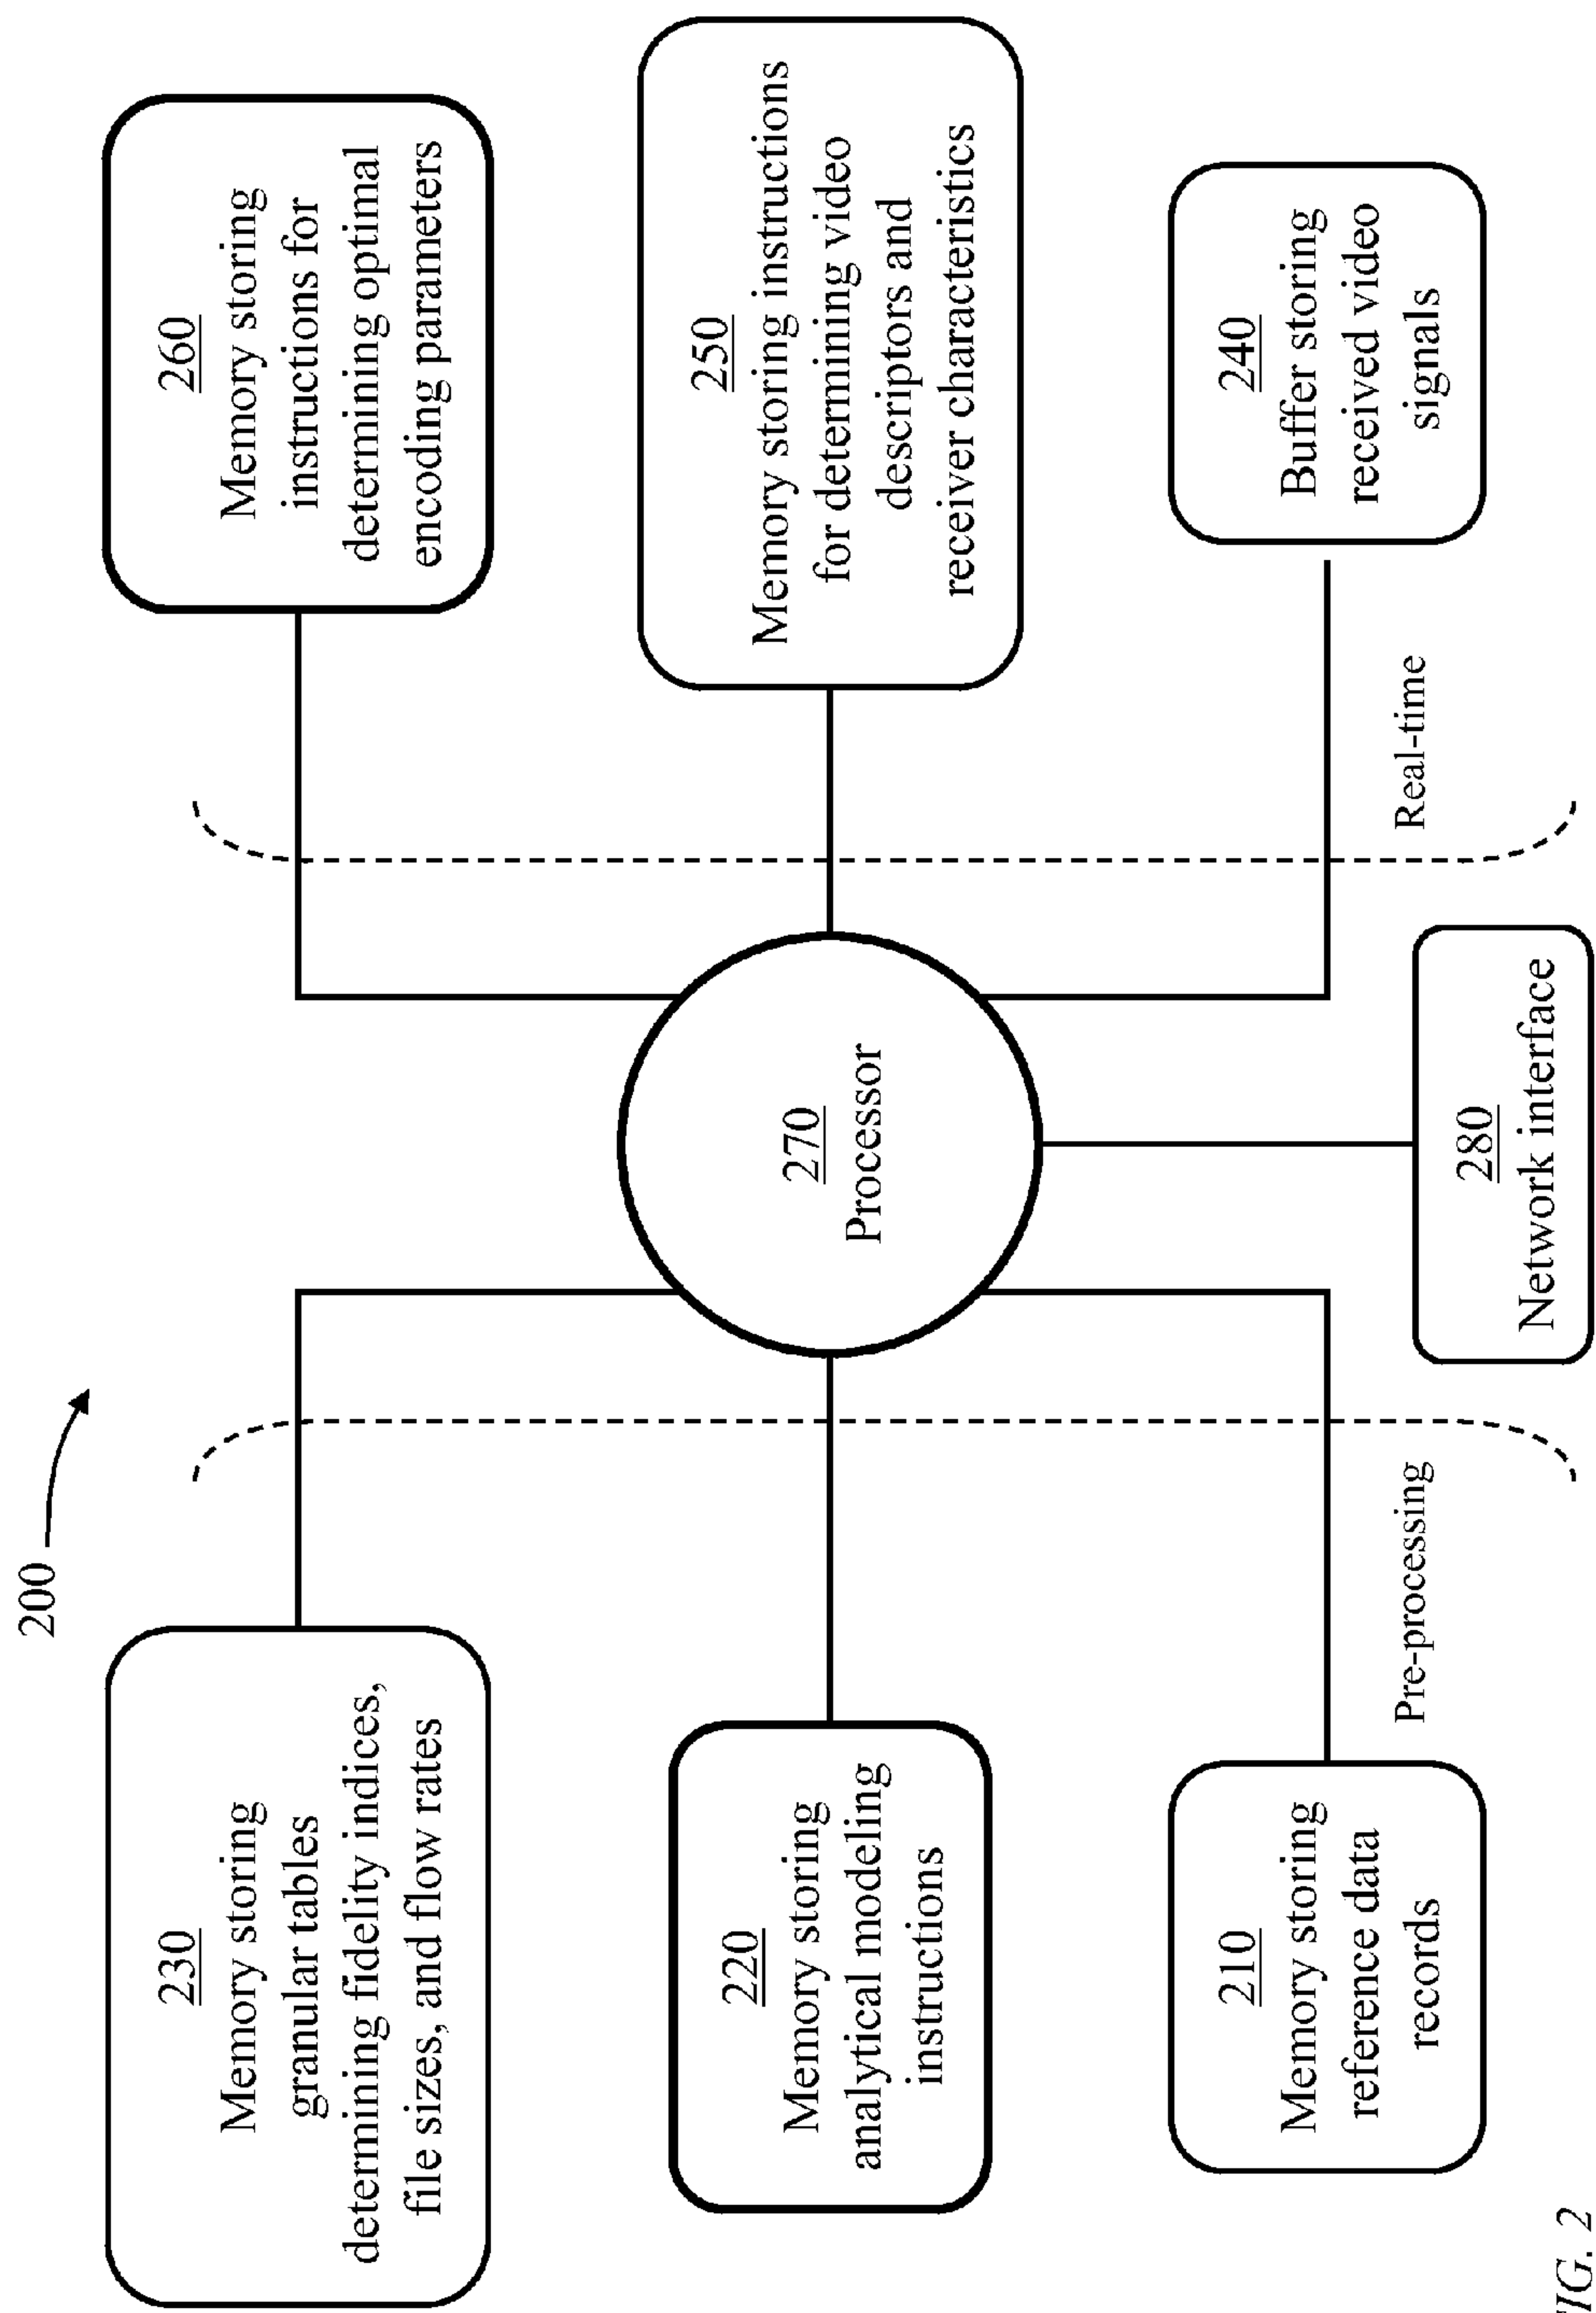 200
230
Memory storing
granular tables
determining fidelity indices,
file sizes, and flow rates
220
Memory storing
analytical modeling
instructions
210
Memory storing
reference data
records
Pre-processing
270
Processor
280
Network interface
260
Memory storing
instructions for
determining optimal
encoding parameters
250
Memory storing instructions
for determining video
descriptors and
receiver characteristics
240
Buffer storing
received video
signals
Real-time
FIG. 2